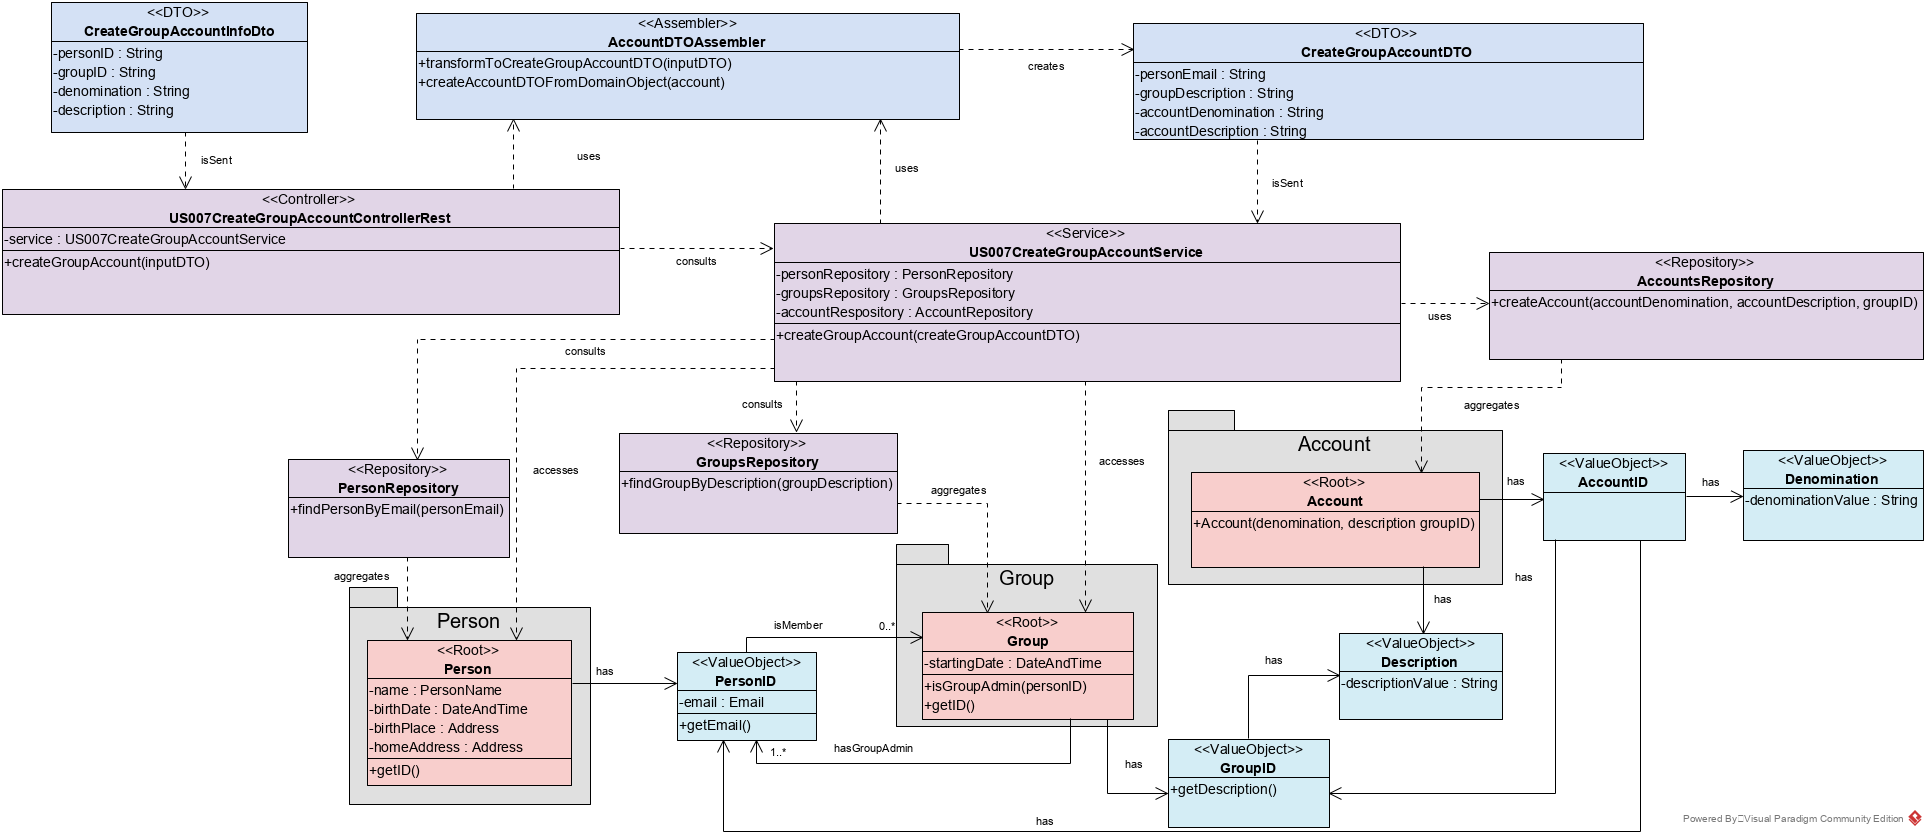 <<DTO>>
CreateGroupAccountInfoDto
-personID : String
-groupID : String
-denomination : String
-description : String
<<Assembler>>
AccountDTOAssembler
+transformToCreateGroupAccountDTO(inputDTO)
+createAccountDTOFromDomainObject(account)
creates
<<DTO>>
CreateGroupAccountDTO
-personEmail : String
-groupDescription : String
-accountDenomination : String
-accountDescription : String
isSent
uses
uses
isSent
<<Controller>>
US007CreateGroupAccountControllerRest
-service : US007CreateGroupAccountService
+createGroupAccount(inputDTO)
consults
<<Service>>
US007CreateGroupAccountService
-personRepository : PersonRepository
-groupsRepository : GroupsRepository
-accountRespository : AccountRepository
+createGroupAccount(createGroupAccountDTO)
uses
<<Repository>>
AccountsRepository
+createAccount(accountDenomination, accountDescription, groupID)
consults
consults
accesses
accesses
aggregates
<<Repository>>
PersonRepository
+findPersonByEmail(personEmail)
<<Repository>>
GroupsRepository
+findGroupByDescription(groupDescription)
aggregates
aggregates
Account
<<Root>>
Account
+Account(denomination, description groupID)
has
<<ValueObject>>
AccountID
has
<<ValueObject>>
Denomination
-denominationValue : String
has
has
Person
<<Root>>
Person
-name : PersonName
-birthDate : DateAndTime
-birthPlace : Address
-homeAddress : Address
+getID()
has
<<ValueObject>>
PersonID
-email : Email
+getEmail()
isMember
0..*
Group
<<Root>>
Group
-startingDate : DateAndTime
+isGroupAdmin(personID)
+getID()
1..*
hasGroupAdmin
has
has
<<ValueObject>>
Description
-descriptionValue : String
<<ValueObject>>
GroupID
+getDescription()
has
Powered By Visual Paradigm Community Edition